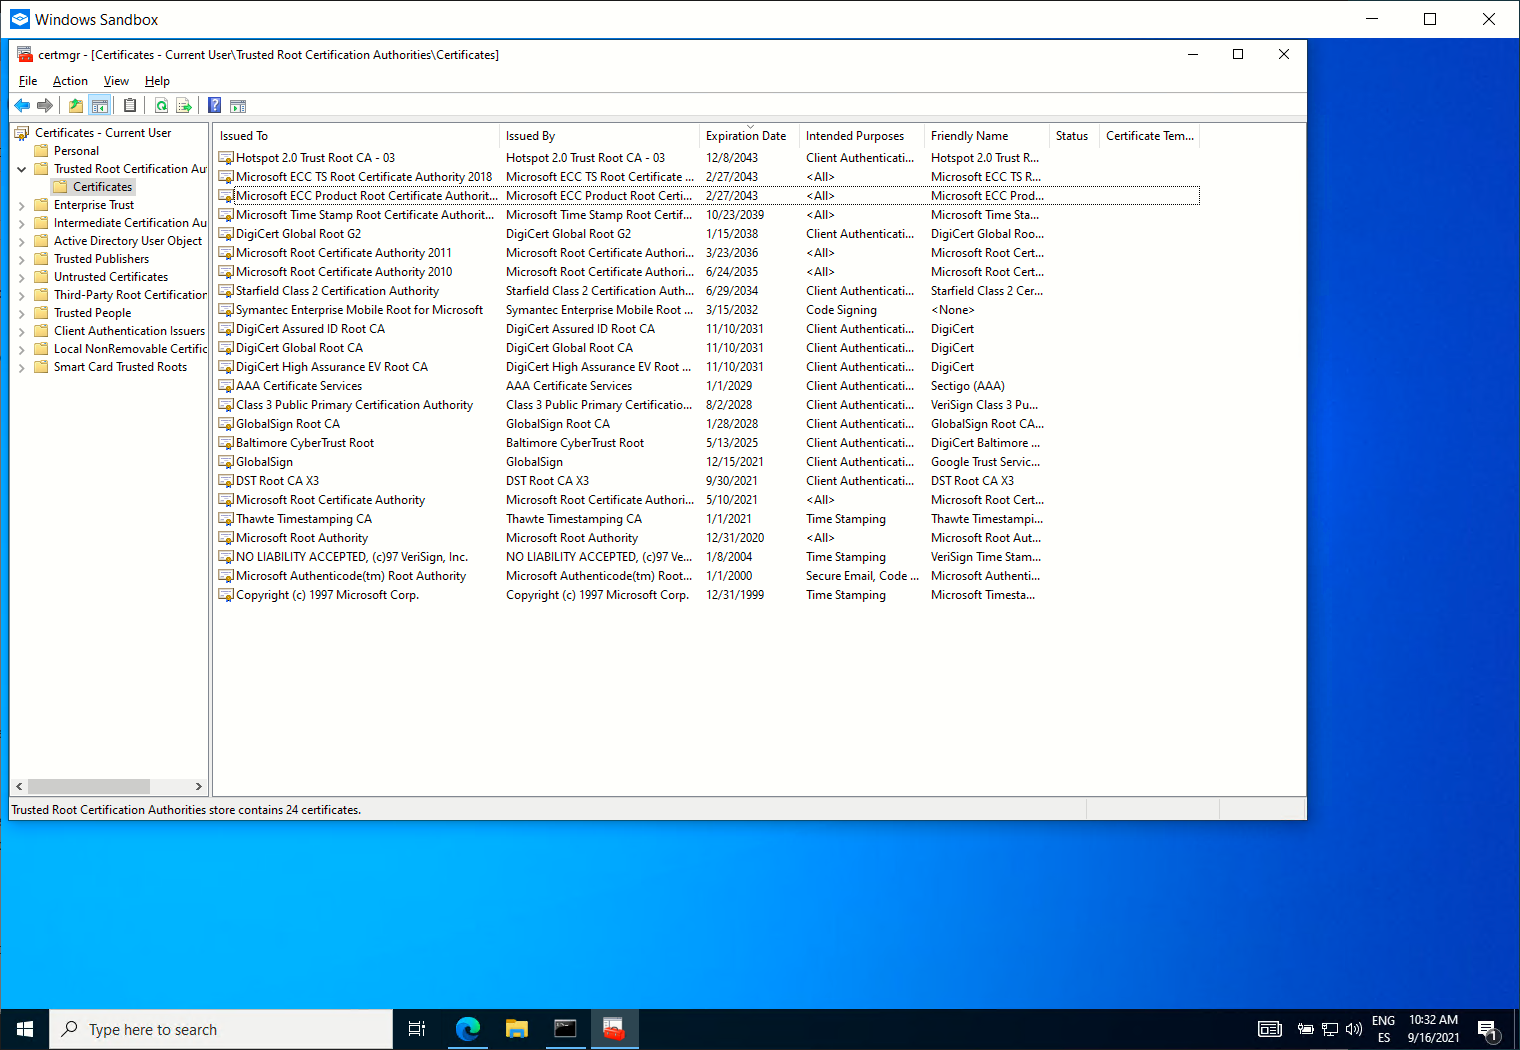 Windows Sandbox
certmgr - [Certificates - Current User\Trusted Root Certification Authorities\Certificates]
File Action View Help
Certificates - Current User
Personal
Trusted Root Certification Au
Certificates
Enterprise Trust
Intermediate Certification Au
Active Directory User Object
Trusted Publishers
Untrusted Certificates
Third-Party Root Certification
Trusted People
Client Authentication Issuers
Local NonRemovable Certific
Smart Card Trusted Roots
Issued To Issued By Expiration Date Intended Purposes Friendly Name Status Certificate Tem...
Hotspot 2.0 Trust Root CA - 03 Hotspot 2.0 Trust Root CA - 03 12/8/2043 Client Authenticati... Hotspot 2.0 Trust R...
Microsoft ECC TS Root Certificate Authority 2018 Microsoft ECC TS Root Certificate ... 2/27/2043 <All> Microsoft ECC TS R...
Microsoft ECC Product Root Certificate Authorit... Microsoft ECC Product Root Certi... 2/27/2043 <All> Microsoft ECC Prod...
Microsoft Time Stamp Root Certificate Authorit... Microsoft Time Stamp Root Certif... 10/23/2039 <All> Microsoft Time Sta...
DigiCert Global Root G2 DigiCert Global Root G2 1/15/2038 Client Authenticati... DigiCert Global Roo...
Microsoft Root Certificate Authority 2011 Microsoft Root Certificate Authori... 3/23/2036 <All> Microsoft Root Cert...
Microsoft Root Certificate Authority 2010 Microsoft Root Certificate Authori... 6/24/2035 <All> Microsoft Root Cert...
Starfield Class 2 Certification Authority Starfield Class 2 Certification Auth... 6/29/2034 Client Authenticati... Starfield Class 2 Cer...
Symantec Enterprise Mobile Root for Microsoft Symantec Enterprise Mobile Root ... 3/15/2032 Code Signing <None>
DigiCert Assured ID Root CA DigiCert Assured ID Root CA 11/10/2031 Client Authenticati... DigiCert
DigiCert Global Root CA DigiCert Global Root CA 11/10/2031 Client Authenticati... DigiCert
DigiCert High Assurance EV Root CA DigiCert High Assurance EV Root ... 11/10/2031 Client Authenticati... DigiCert
AAA Certificate Services AAA Certificate Services 1/1/2029 Client Authenticati... Sectigo (AAA)
Class 3 Public Primary Certification Authority Class 3 Public Primary Certificatio... 8/2/2028 Client Authenticati... VeriSign Class 3 Pu...
GlobalSign Root CA GlobalSign Root CA 1/28/2028 Client Authenticati... GlobalSign Root CA...
Baltimore CyberTrust Root Baltimore CyberTrust Root 5/13/2025 Client Authenticati... DigiCert Baltimore ...
GlobalSign GlobalSign 12/15/2021 Client Authenticati... Google Trust Servic...
DST Root CA X3 DST Root CA X3 9/30/2021 Client Authenticati... DST Root CA X3
Microsoft Root Certificate Authority Microsoft Root Certificate Authori... 5/10/2021 <All> Microsoft Root Cert...
Thawte Timestamping CA Thawte Timestamping CA 1/1/2021 Time Stamping Thawte Timestampi...
Microsoft Root Authority Microsoft Root Authority 12/31/2020 <All> Microsoft Root Aut...
NO LIABILITY ACCEPTED, (c)97 VeriSign, Inc. NO LIABILITY ACCEPTED, (c)97 Ve... 1/8/2004 Time Stamping VeriSign Time Stam...
Microsoft Authenticode(tm) Root Authority Microsoft Authenticode(tm) Root... 1/1/2000 Secure Email, Code ... Microsoft Authenti...
Copyright (c) 1997 Microsoft Corp. Copyright (c) 1997 Microsoft Corp. 12/31/1999 Time Stamping Microsoft Timesta...
Trusted Root Certification Authorities store contains 24 certificates.
Type here to search
ENG 10:32 AM
ES 9/16/2021
1